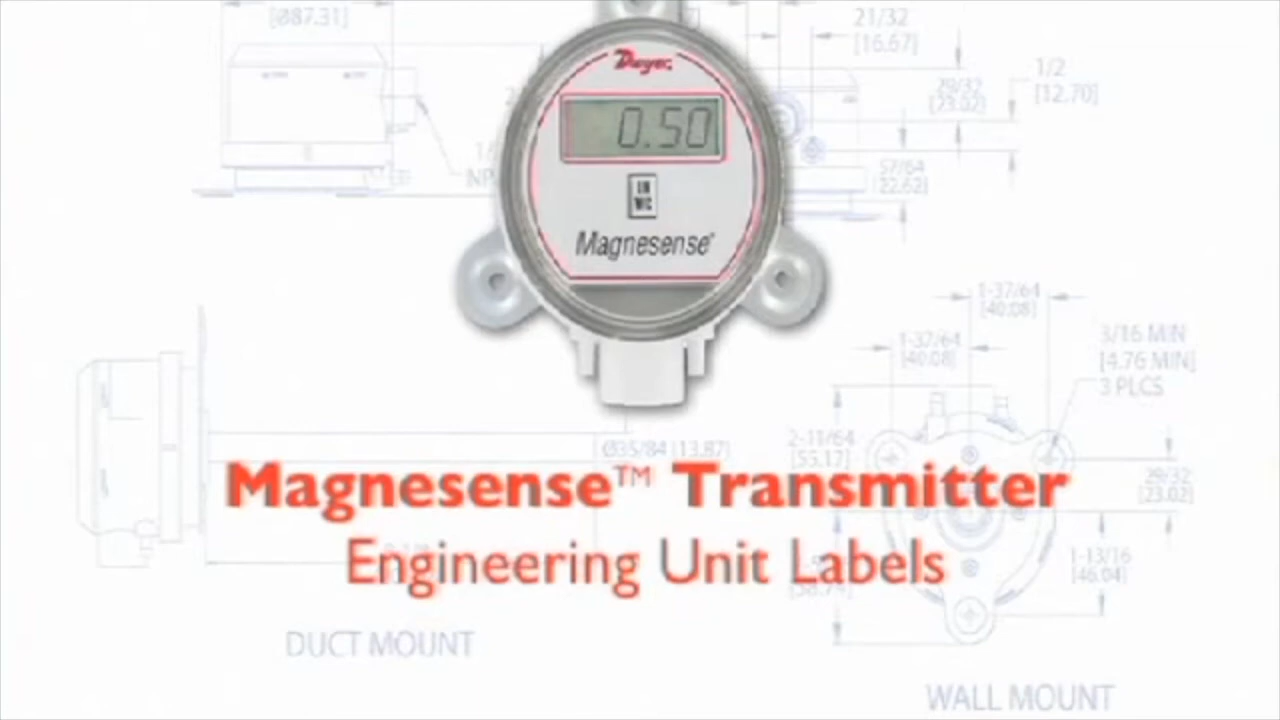 [Ø87.31]
21/32
[16.67]
1/2
[12.70]
29/32
[23.02]
57/64
[22.62]
Dwyer
0.50
IN
WC
Magnesense®
NP
1-37/64
[40.08]
1-37/64
[40.08]
3/16 MIN
[4.76 MIN]
3 PLCS
2-11/64
[55.17]
Ø35/84 [13.87]
29/32
[23.02]
Magnesense™ Transmitter
Engineering Unit Labels
1-13/16
[46.04]
DUCT MOUNT
WALL MOUNT